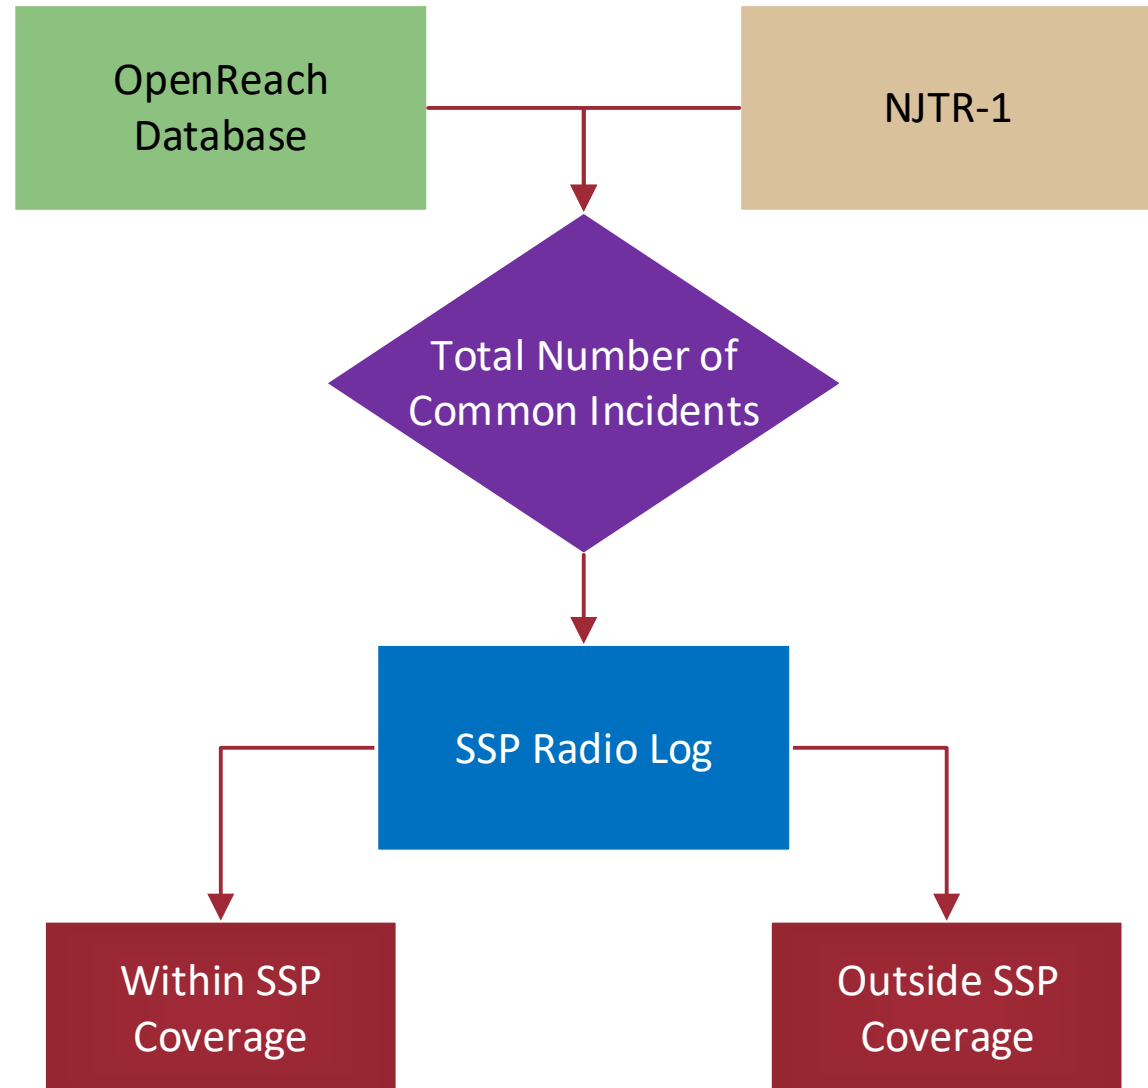 OpenReach
Database
NJTR-1
Total Number of
Common Incidents
SSP Radio Log
Within SSP
Coverage
Outside SSP
Coverage